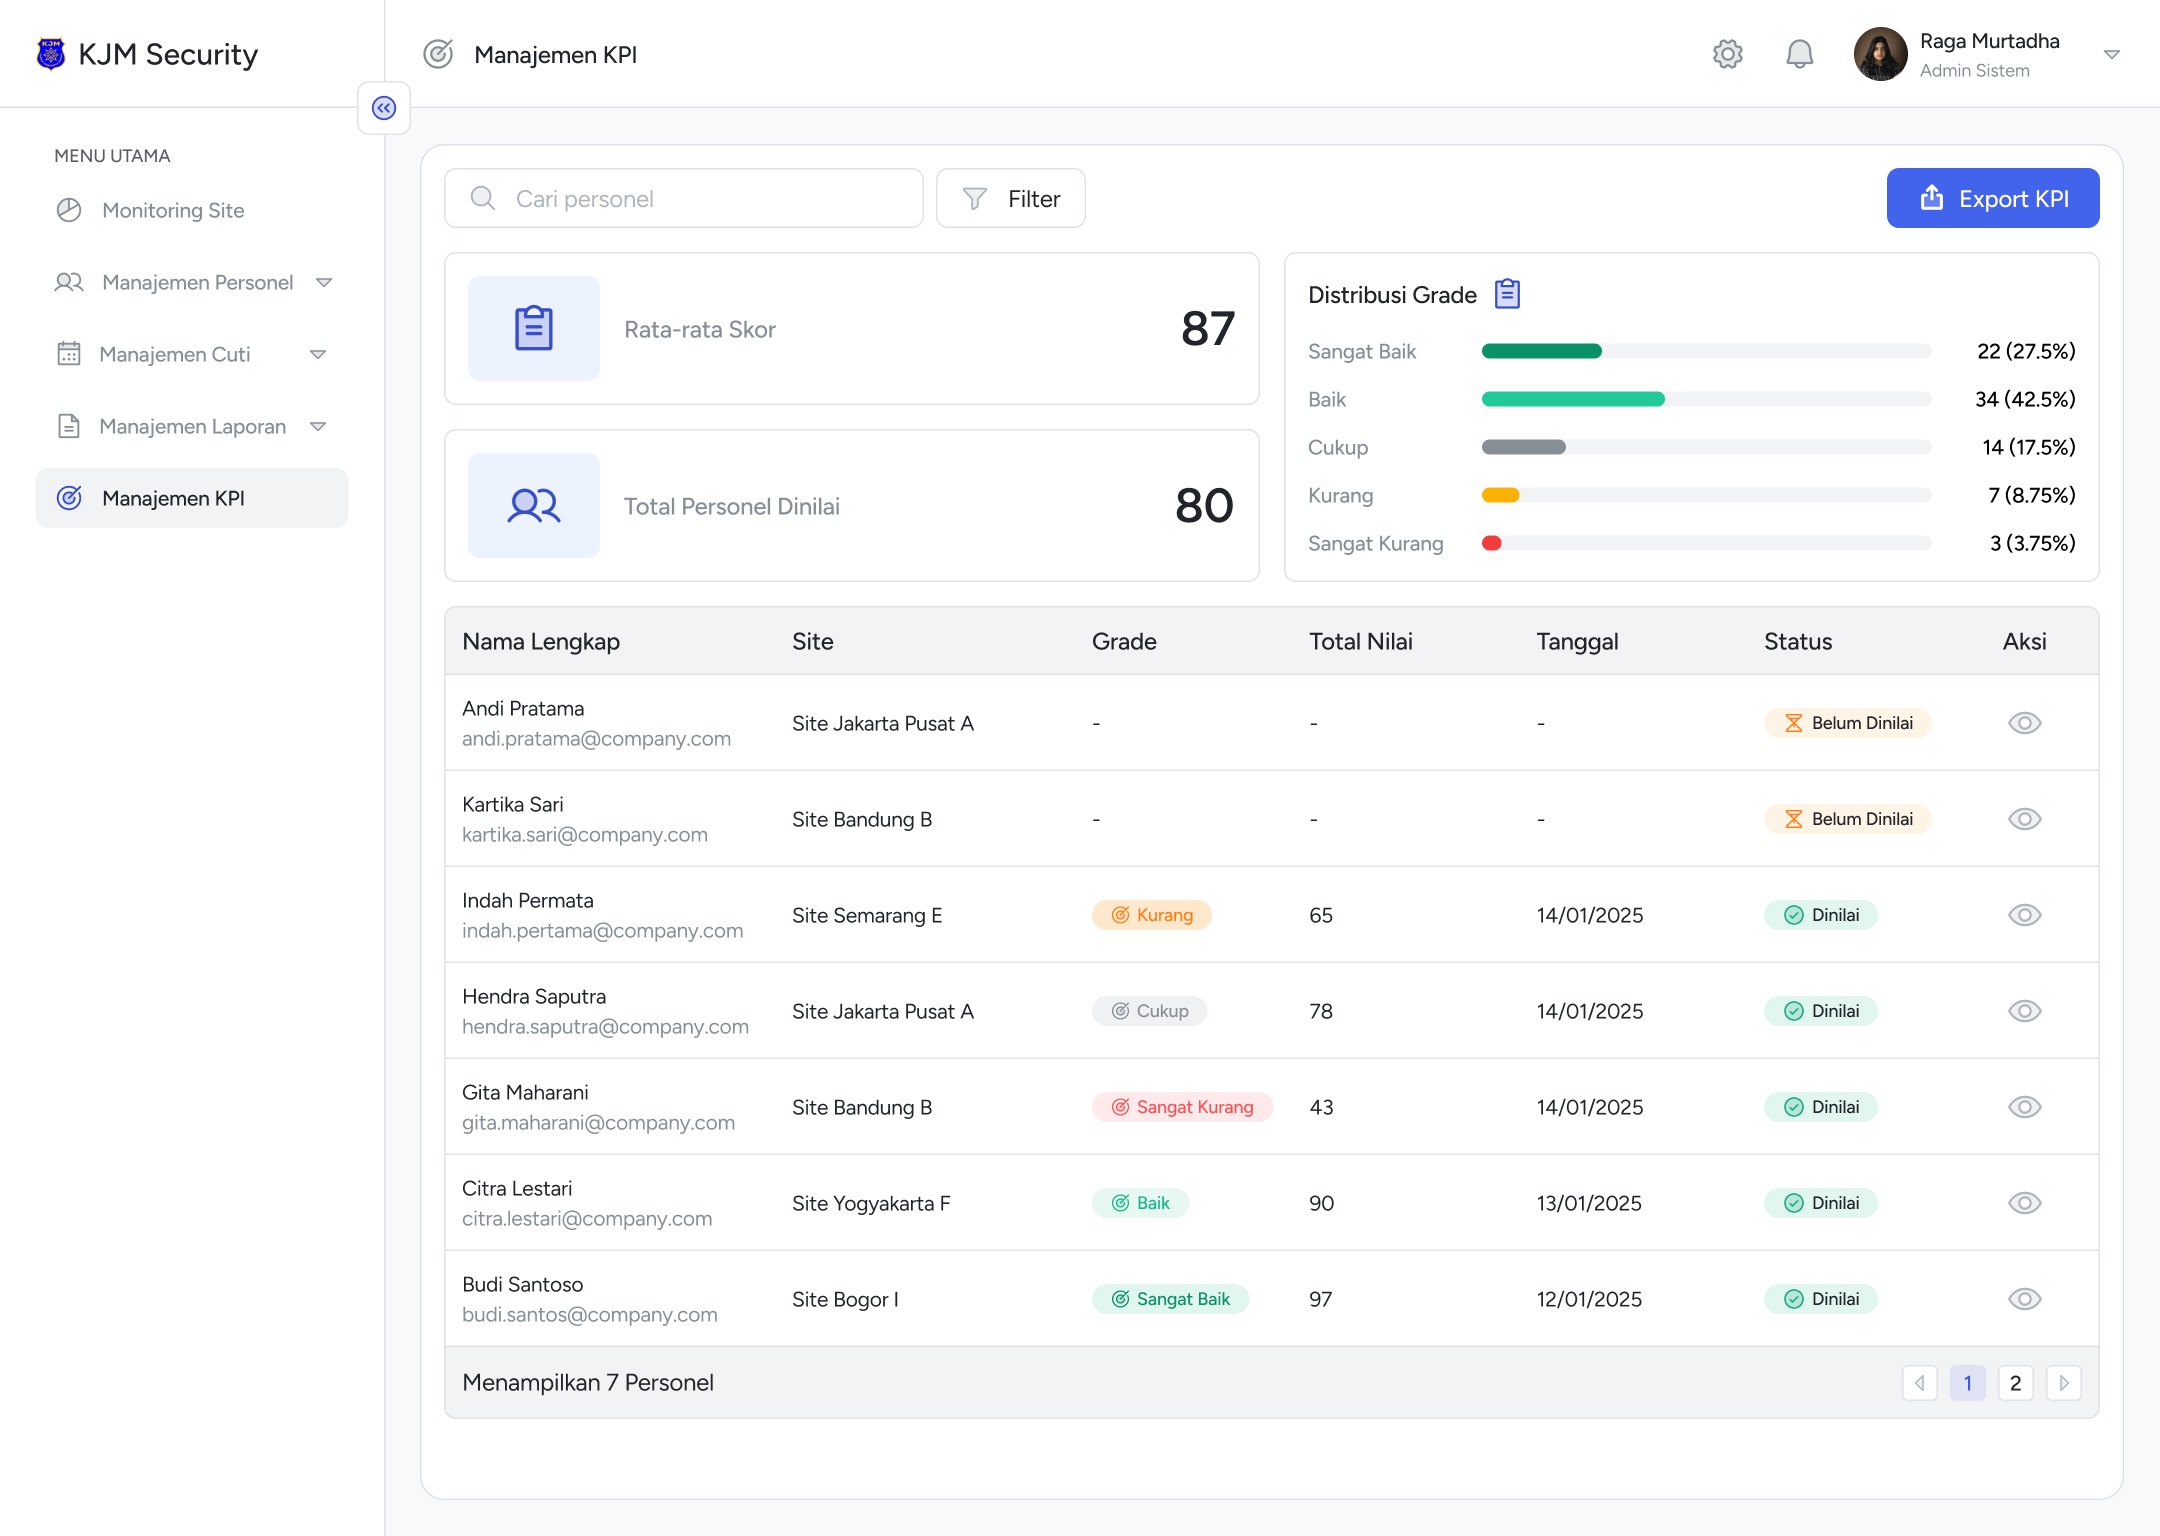 KJM
KJM Security
Manajemen KPI
Raga Murtadha
Admin Sistem
MENU UTAMA
Monitoring Site
Manajemen Personel
Manajemen Cuti
Manajemen Laporan
Manajemen KPI
Cari personel
Filter
Export KPI
Rata-rata Skor
87
Total Personel Dinilai
80
Distribusi Grade
Sangat Baik 22 (27.5%)
Baik 34 (42.5%)
Cukup 14 (17.5%)
Kurang 7 (8.75%)
Sangat Kurang 3 (3.75%)
Nama Lengkap Site Grade Total Nilai Tanggal Status Aksi
Andi Pratama
andi.pratama@company.com
Site Jakarta Pusat A - - - Belum Dinilai
Kartika Sari
kartika.sari@company.com
Site Bandung B - - - Belum Dinilai
Indah Permata
indah.pertama@company.com
Site Semarang E Kurang 65 14/01/2025 Dinilai
Hendra Saputra
hendra.saputra@company.com
Site Jakarta Pusat A Cukup 78 14/01/2025 Dinilai
Gita Maharani
gita.maharani@company.com
Site Bandung B Sangat Kurang 43 14/01/2025 Dinilai
Citra Lestari
citra.lestari@company.com
Site Yogyakarta F Baik 90 13/01/2025 Dinilai
Budi Santoso
budi.santos@company.com
Site Bogor I Sangat Baik 97 12/01/2025 Dinilai
Menampilkan 7 Personel
1 2